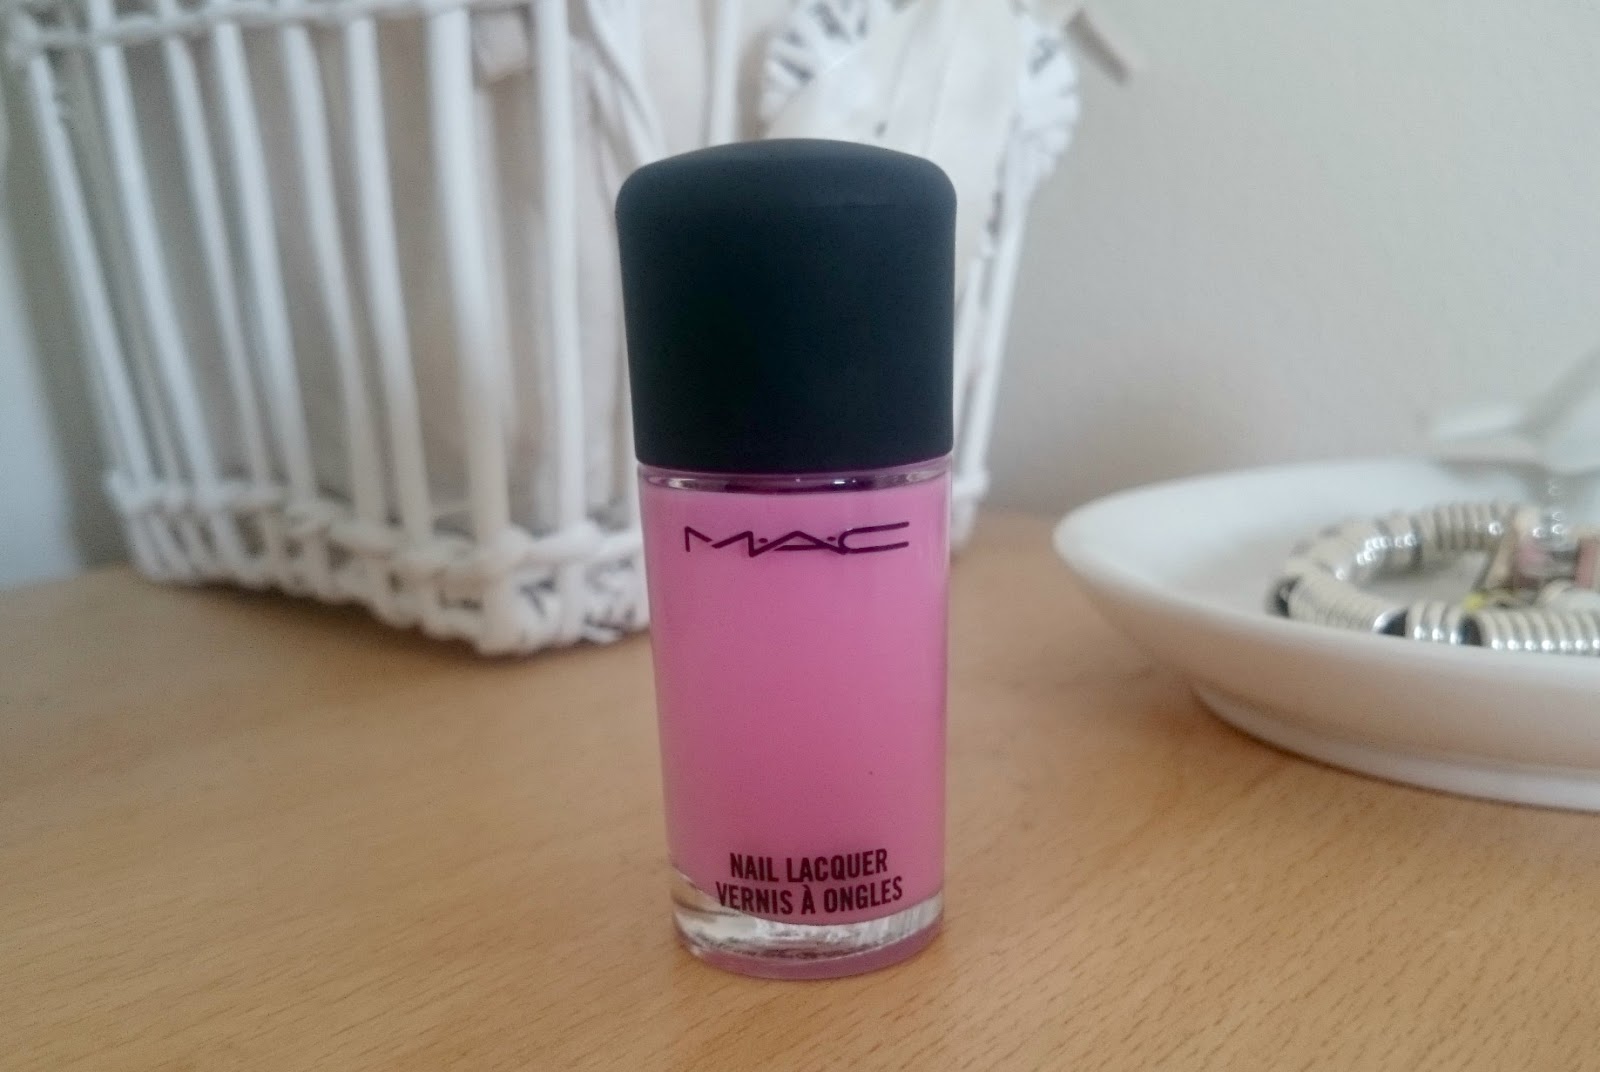 M·A·C
NAIL LACQUER
VERNIS À ONGLES